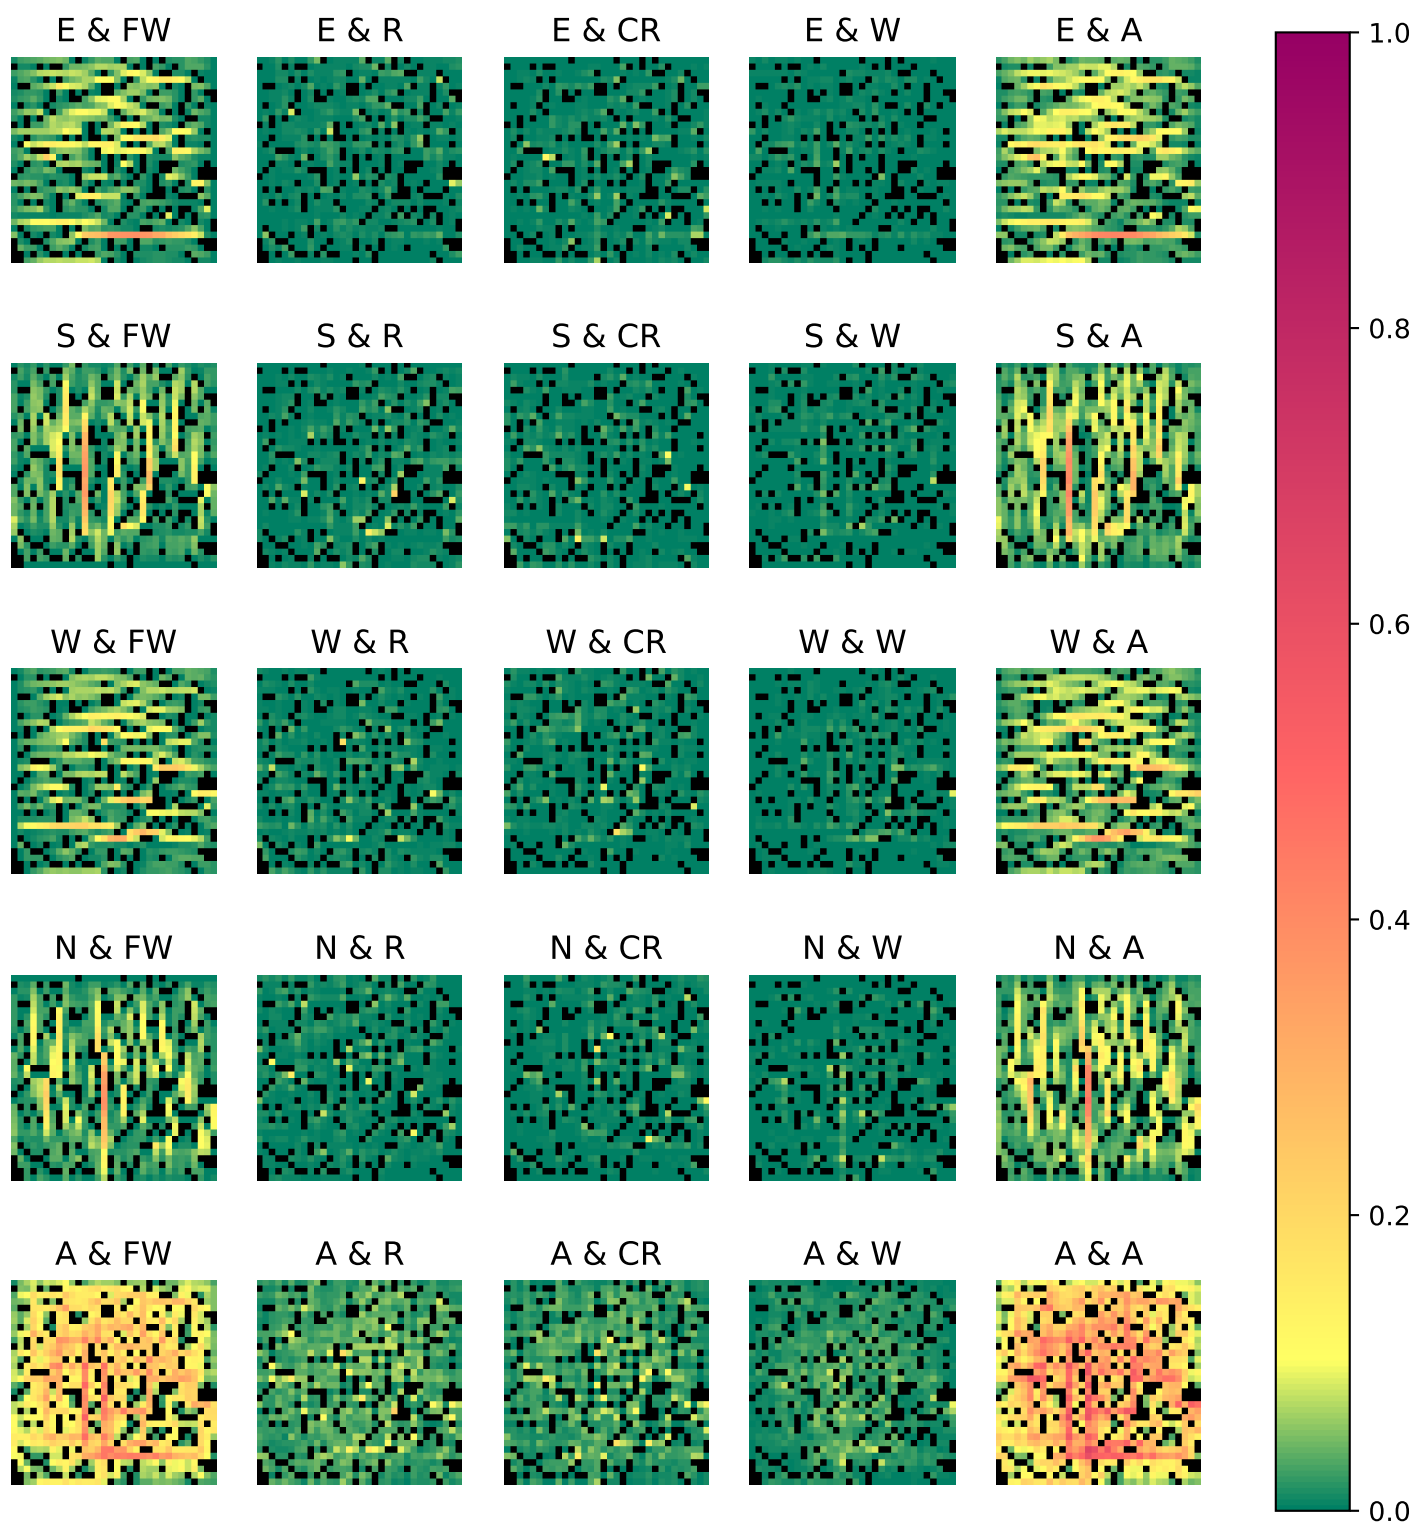 E & FW E & R E & CR E & W E & A
1.0
S & FW S & R S & CR S & W S & A
0.8
W & FW W & R W & CR W & W W & A
0.6
N & FW N & R N & CR N & W N & A
0.4
A & FW A & R A & CR A & W A & A
0.2
0.0